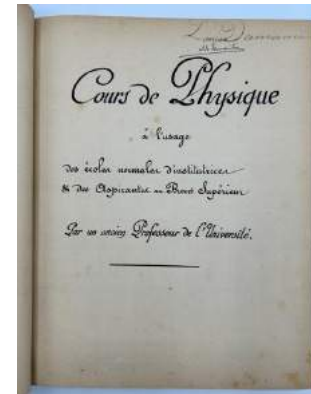 Cours de Physique
à l'usage
des écoles normales d'institutrices
& des Aspirantes au Brevet Supérieur
Par un ancien Professeur de l'Université.